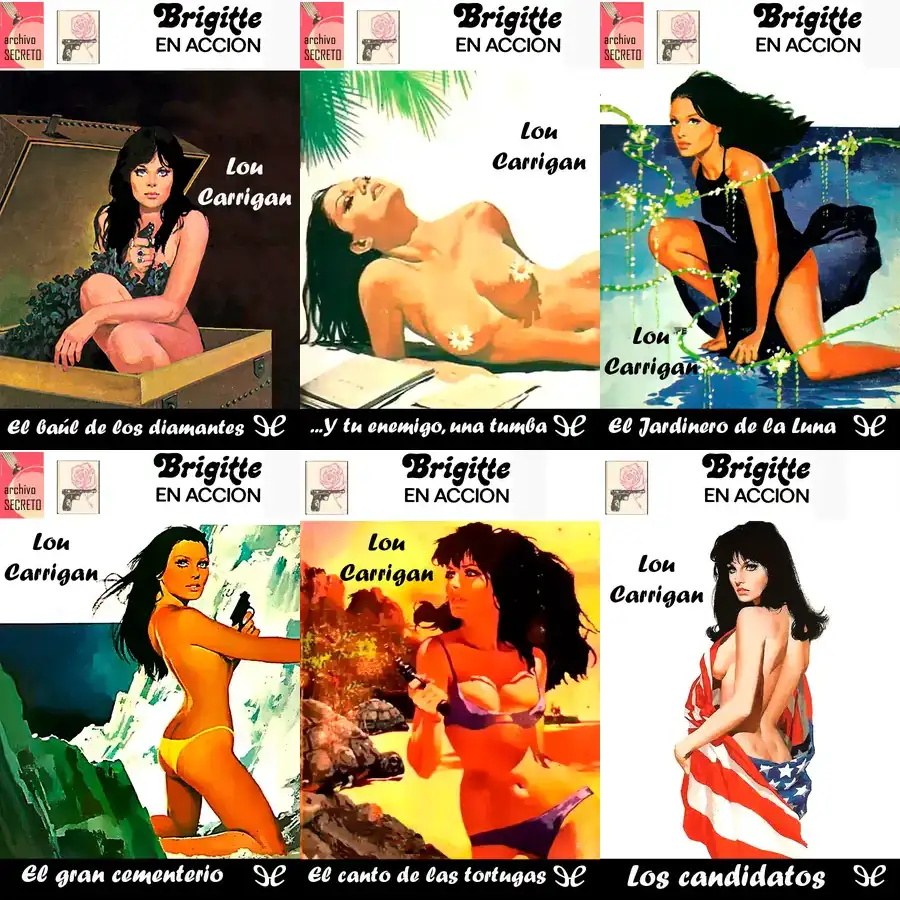 archivo
SECRETO
Brigitte
EN ACCION
Lou
Carrigan
El baúl de los diamantes
archivo
SECRETO
Brigitte
EN ACCION
Lou
Carrigan
...Y tu enemigo, una tumba
archivo
SECRETO
Brigitte
EN ACCION
Lou
Carrigan
El Jardinero de la Luna
archivo
SECRETO
Brigitte
EN ACCION
Lou
Carrigan
El gran cementerio
Brigitte
EN ACCION
Lou
Carrigan
El canto de las tortugas
Brigitte
EN ACCION
Lou
Carrigan
Los candidatos